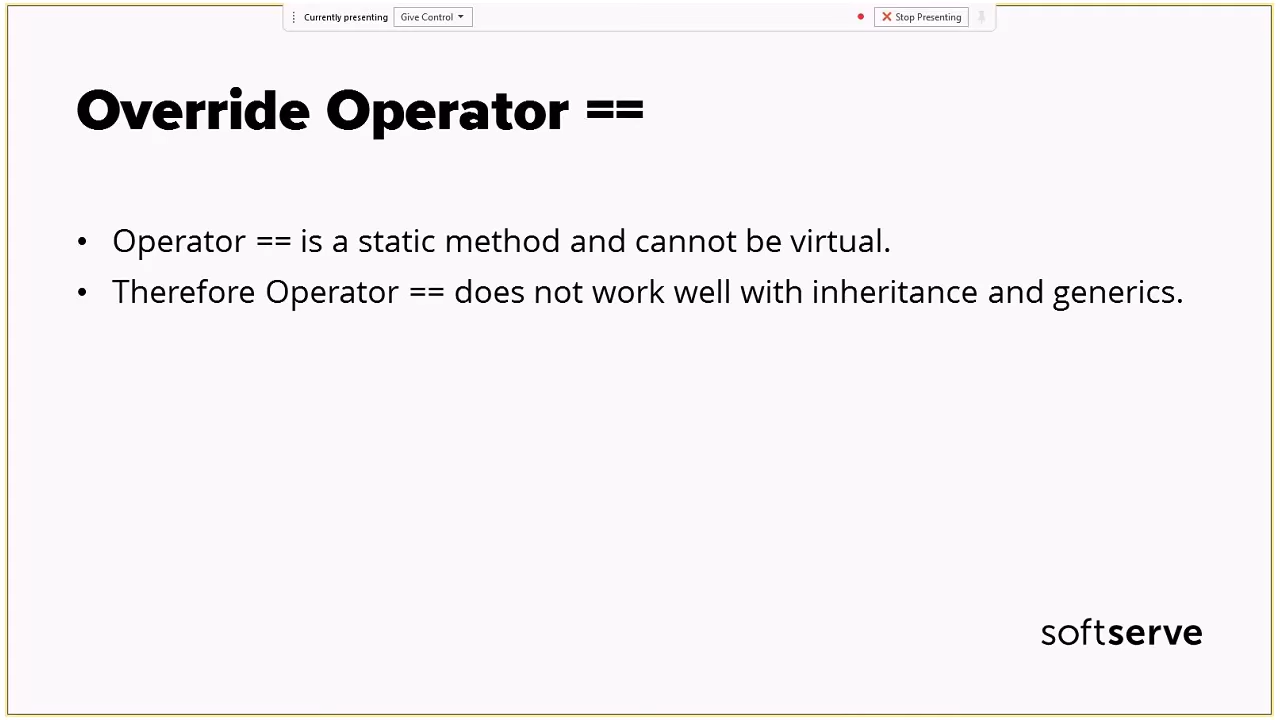 Currently presenting Give Control Stop Presenting
Override Operator ==
• Operator == is a static method and cannot be virtual.
• Therefore Operator == does not work well with inheritance and generics.
softserve